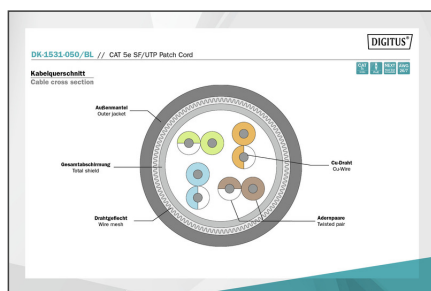 DIGITUS®
DK-1531-050/BL // CAT 5e SF/UTP Patch Cord
Kabelquerschnitt
Cable cross section
Außenmantel
Outer jacket
Gesamtabschirmung
Total shield
Drahtgeflecht
Wire mesh
Cu-Draht
Cu-Wire
Adernpaare
Twisted pair